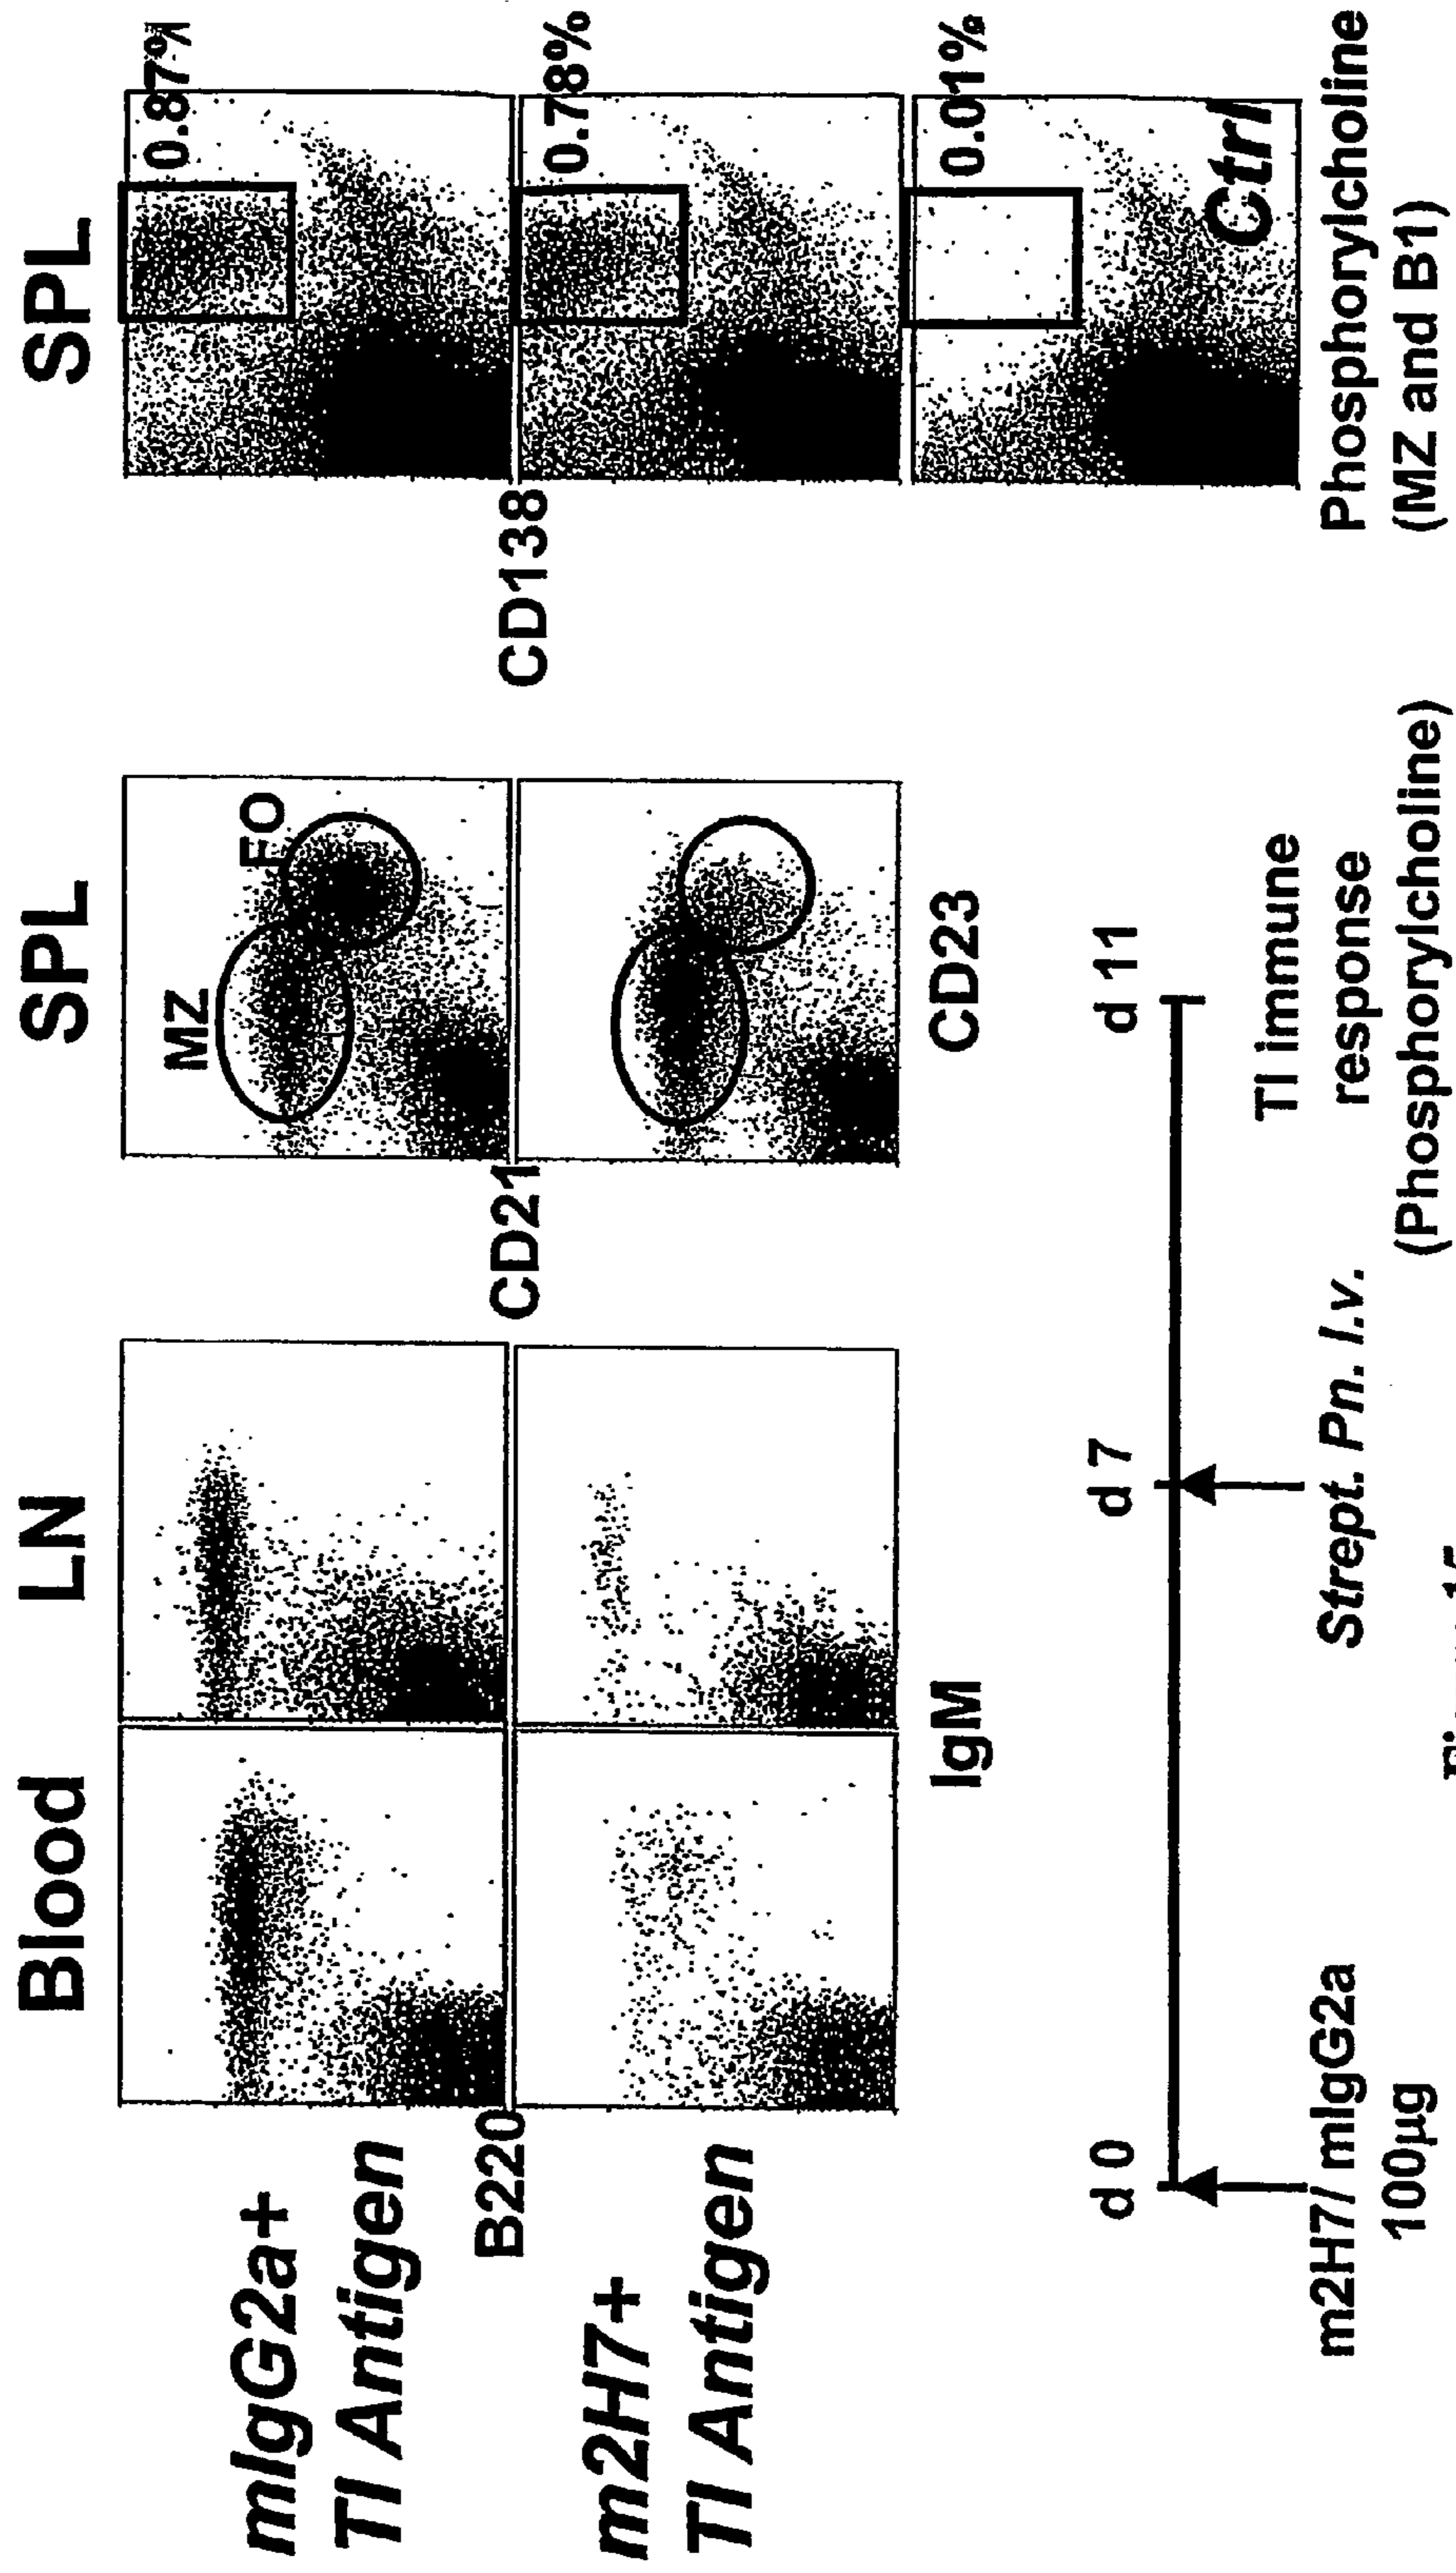 Blood
LN
SPL
SPL
mIgG2a+
TI Antigen
MZ
FO
0.87%
B220
CD21
CD138
m2H7+
TI Antigen
0.78%
IgM
CD23
0.01%
Ctrl
Phosphorylcholine
(MZ and B1)
d 0
d 7
d 11
m2H7/ mIgG2a
100µg
Strept. Pn. I.v.
TI immune
response
(Phosphorylcholine)